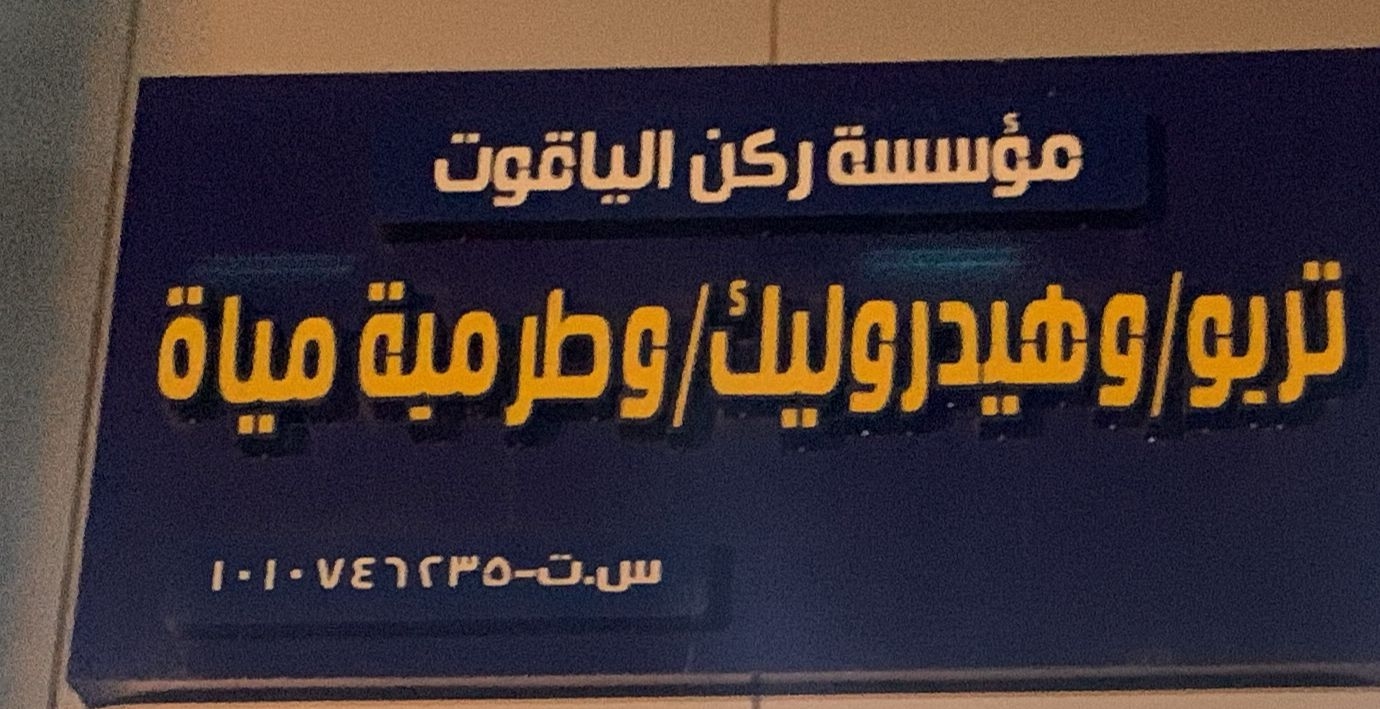 مؤسسة ركن الياقوت
تربو/وهيدروليك/وطرمبة مياة
س.ت-١٠١٠٧٤٦٢٣٥